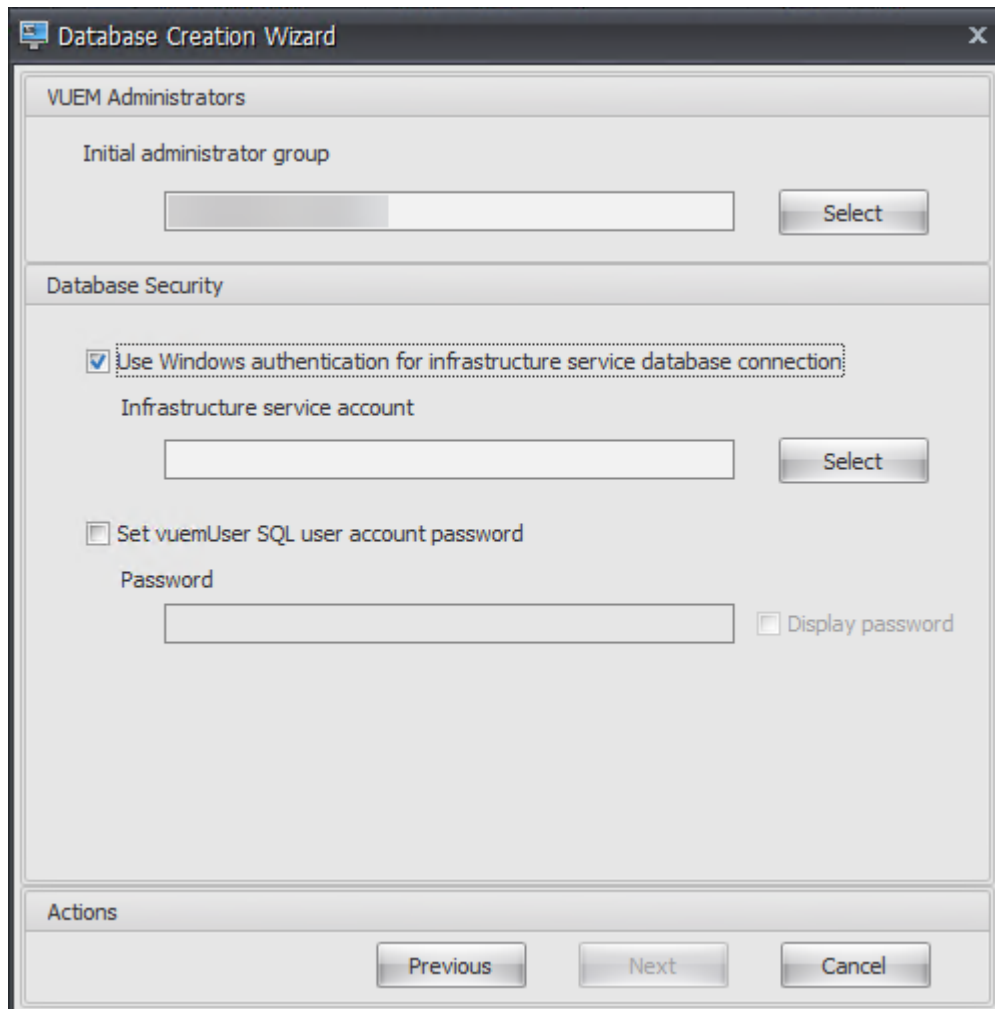 Database Creation Wizard
VUEM Administrators
Initial administrator group
Select
Database Security
Use Windows authentication for infrastructure service database connection
Infrastructure service account
Select
Set vuemUser SQL user account password
Password
Display password
Actions
Previous Next Cancel